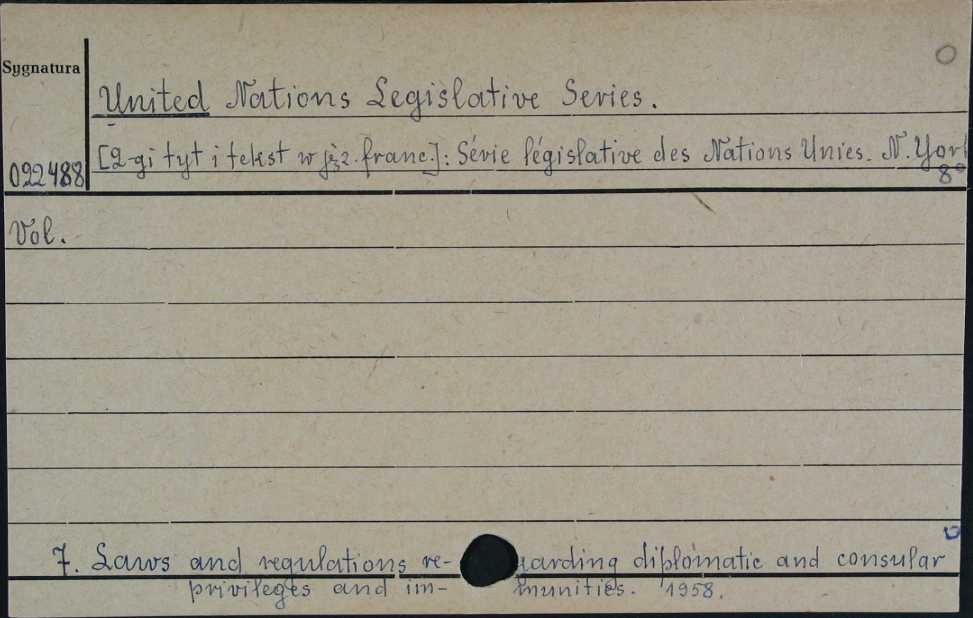 Sygnatura
United Nations Legislative Series.
[2-gi tyt i tekst w jęz. franc.]: Série législative des Nations Unies. N. York
022488
8°
Vol.
7. Laws and regulations re- garding diplomatic and consular
privileges and im- munities. 1958.